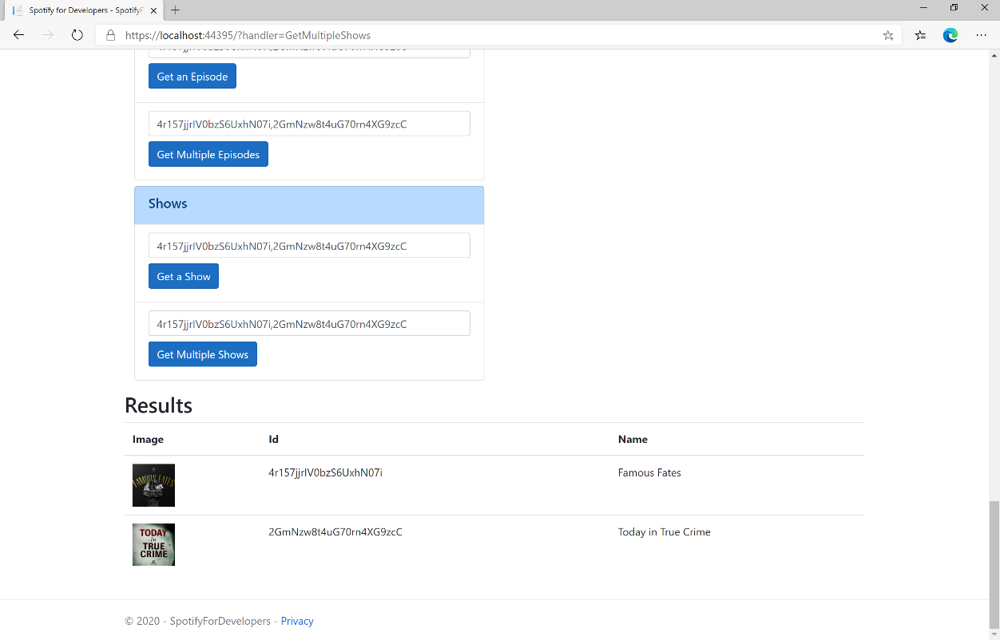 Spotify for Developers - SpotifyF
https://localhost:44395/?handler=GetMultipleShows
Get an Episode
4r157jjrIV0bzS6UxhN07i,2GmNzw8t4uG70rn4XG9zcC
Get Multiple Episodes
Shows
4r157jjrIV0bzS6UxhN07i,2GmNzw8t4uG70rn4XG9zcC
Get a Show
4r157jjrIV0bzS6UxhN07i,2GmNzw8t4uG70rn4XG9zcC
Get Multiple Shows
Results
Image Id Name
FAMOUS FATES
4r157jjrIV0bzS6UxhN07i Famous Fates
TODAY
in
TRUE
CRIME
2GmNzw8t4uG70rn4XG9zcC Today in True Crime
© 2020 - SpotifyForDevelopers - Privacy